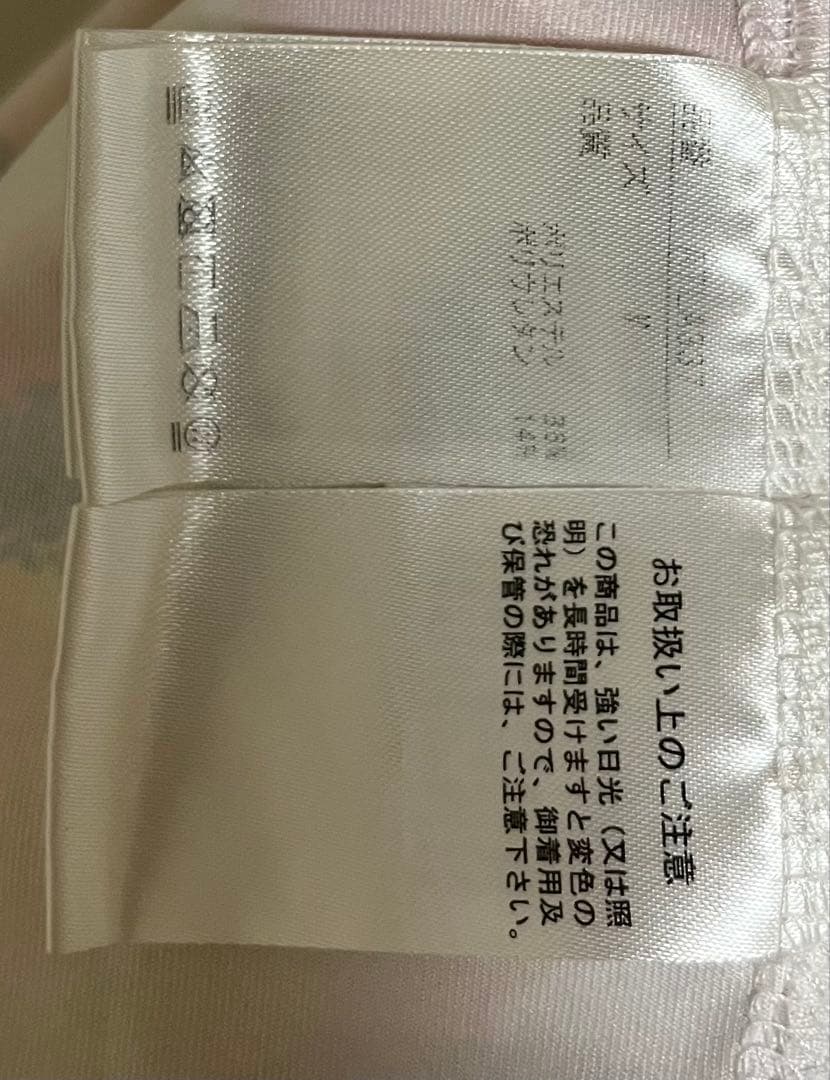 品番
サイズ M
品質
ポリエステル
ポリウレタン 14%
お取扱い上のご注意
この商品は、強い日光（又は照
明）を長時間受けますと変色の
恐れがありますので、御着用及
び保管の際には、ご注意下さい。